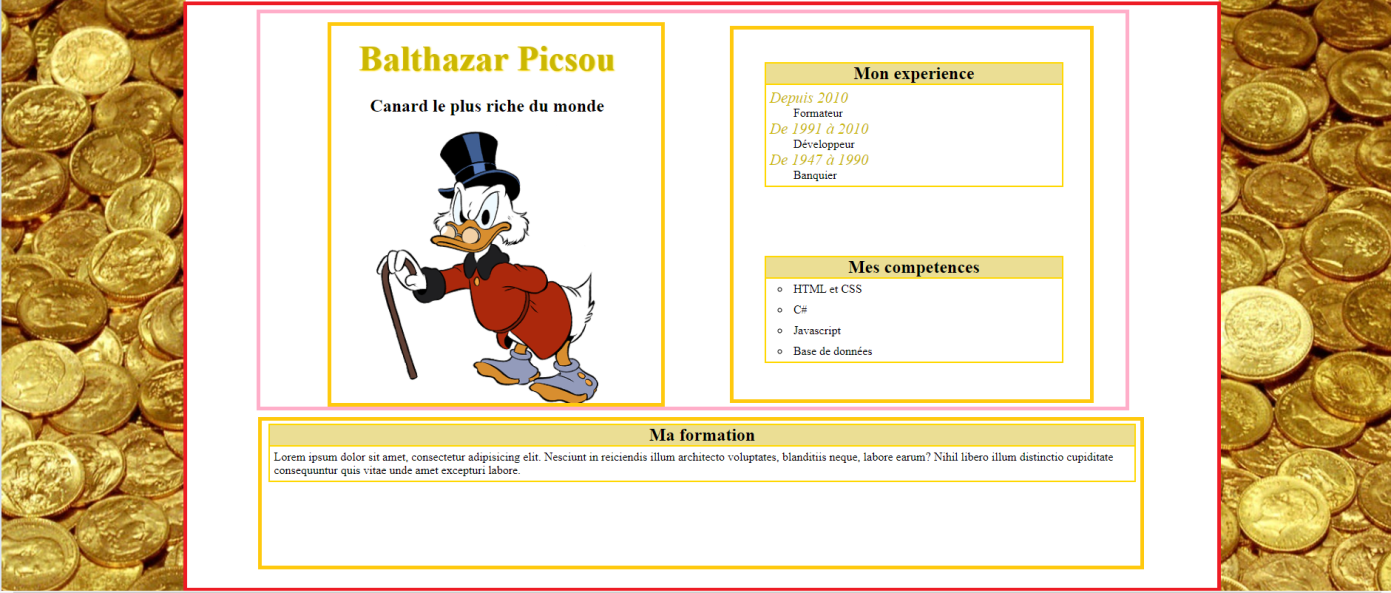 Balthazar Picsou
Canard le plus riche du monde
Mon experience
Depuis 2010
Formateur
De 1991 à 2010
Développeur
De 1947 à 1990
Banquier
Mes competences
HTML et CSS
C#
Javascript
Base de données
Ma formation
Lorem ipsum dolor sit amet, consectetur adipisicing elit. Nesciunt in reiciendis illum architecto voluptates, blanditiis neque, labore earum? Nihil libero illum distinctio cupiditate
consequuntur quis vitae unde amet excepturi labore.